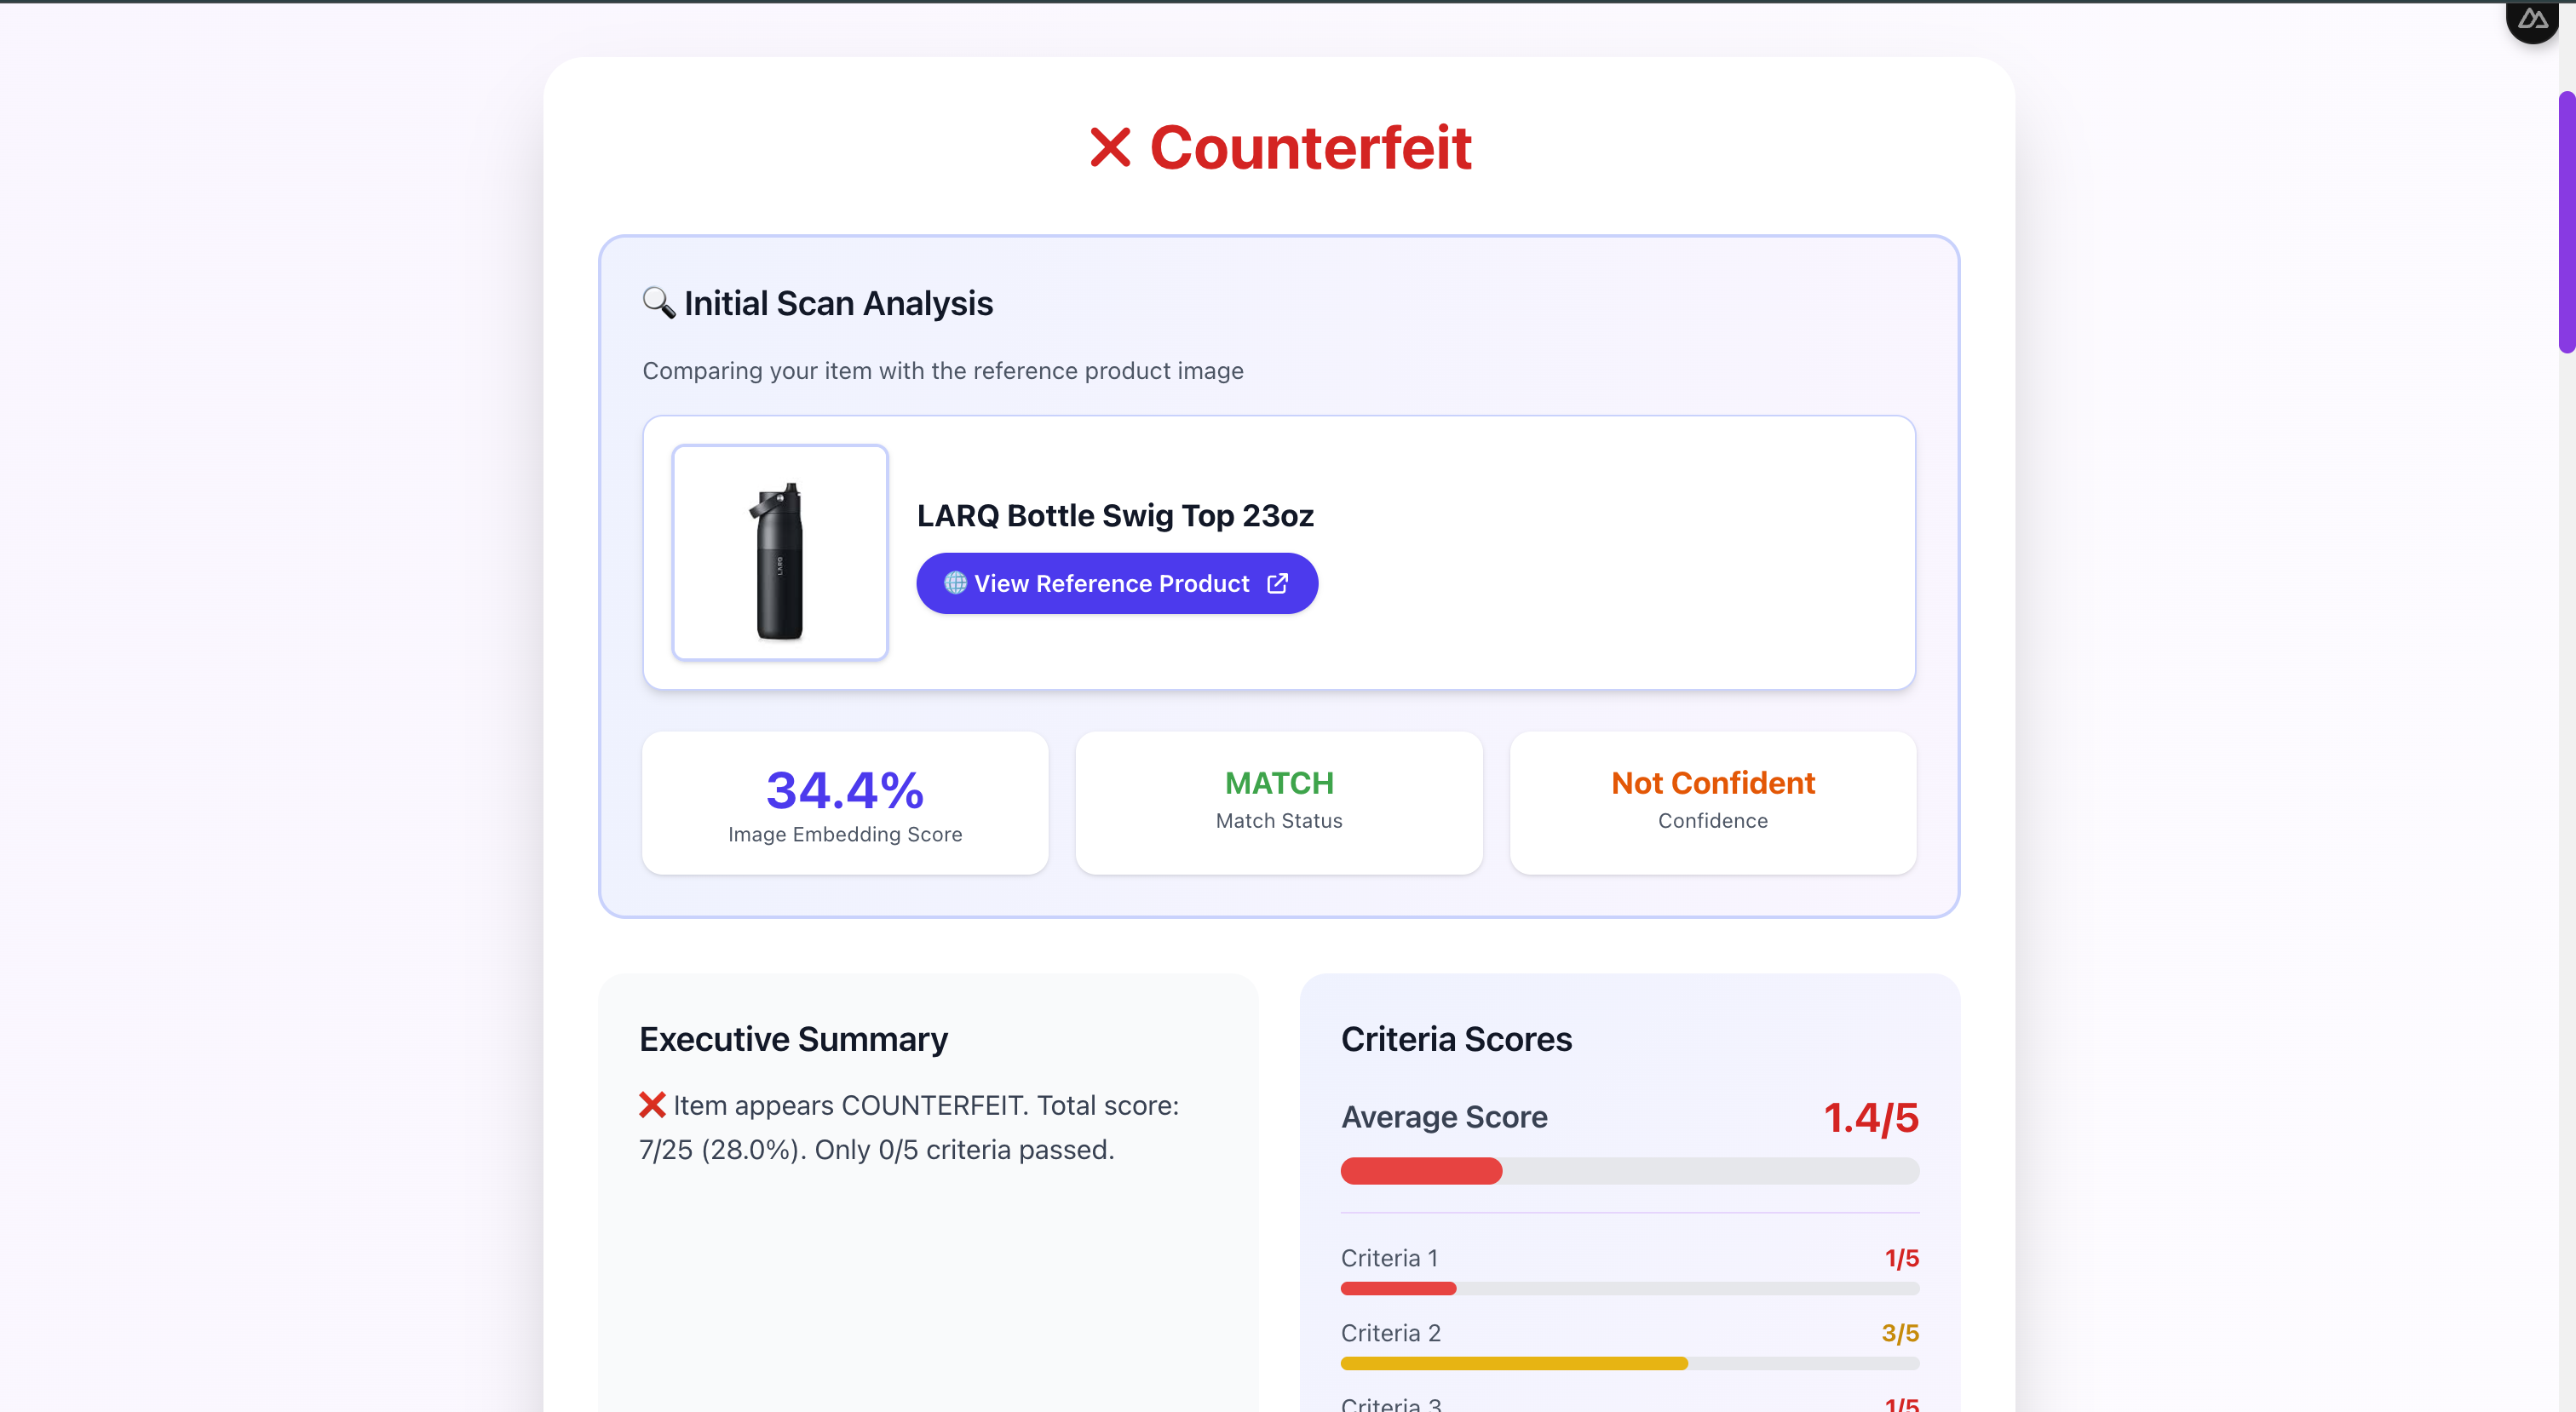 ❌ Counterfeit
🔍 Initial Scan Analysis
Comparing your item with the reference product image
LARQ
LARQ Bottle Swig Top 23oz
🌐 View Reference Product
34.4%
Image Embedding Score
MATCH
Match Status
Not Confident
Confidence
Executive Summary
❌ Item appears COUNTERFEIT. Total score:
7/25 (28.0%). Only 0/5 criteria passed.
Criteria Scores
Average Score 1.4/5
Criteria 1 1/5
Criteria 2 3/5
Criteria 3 1/5